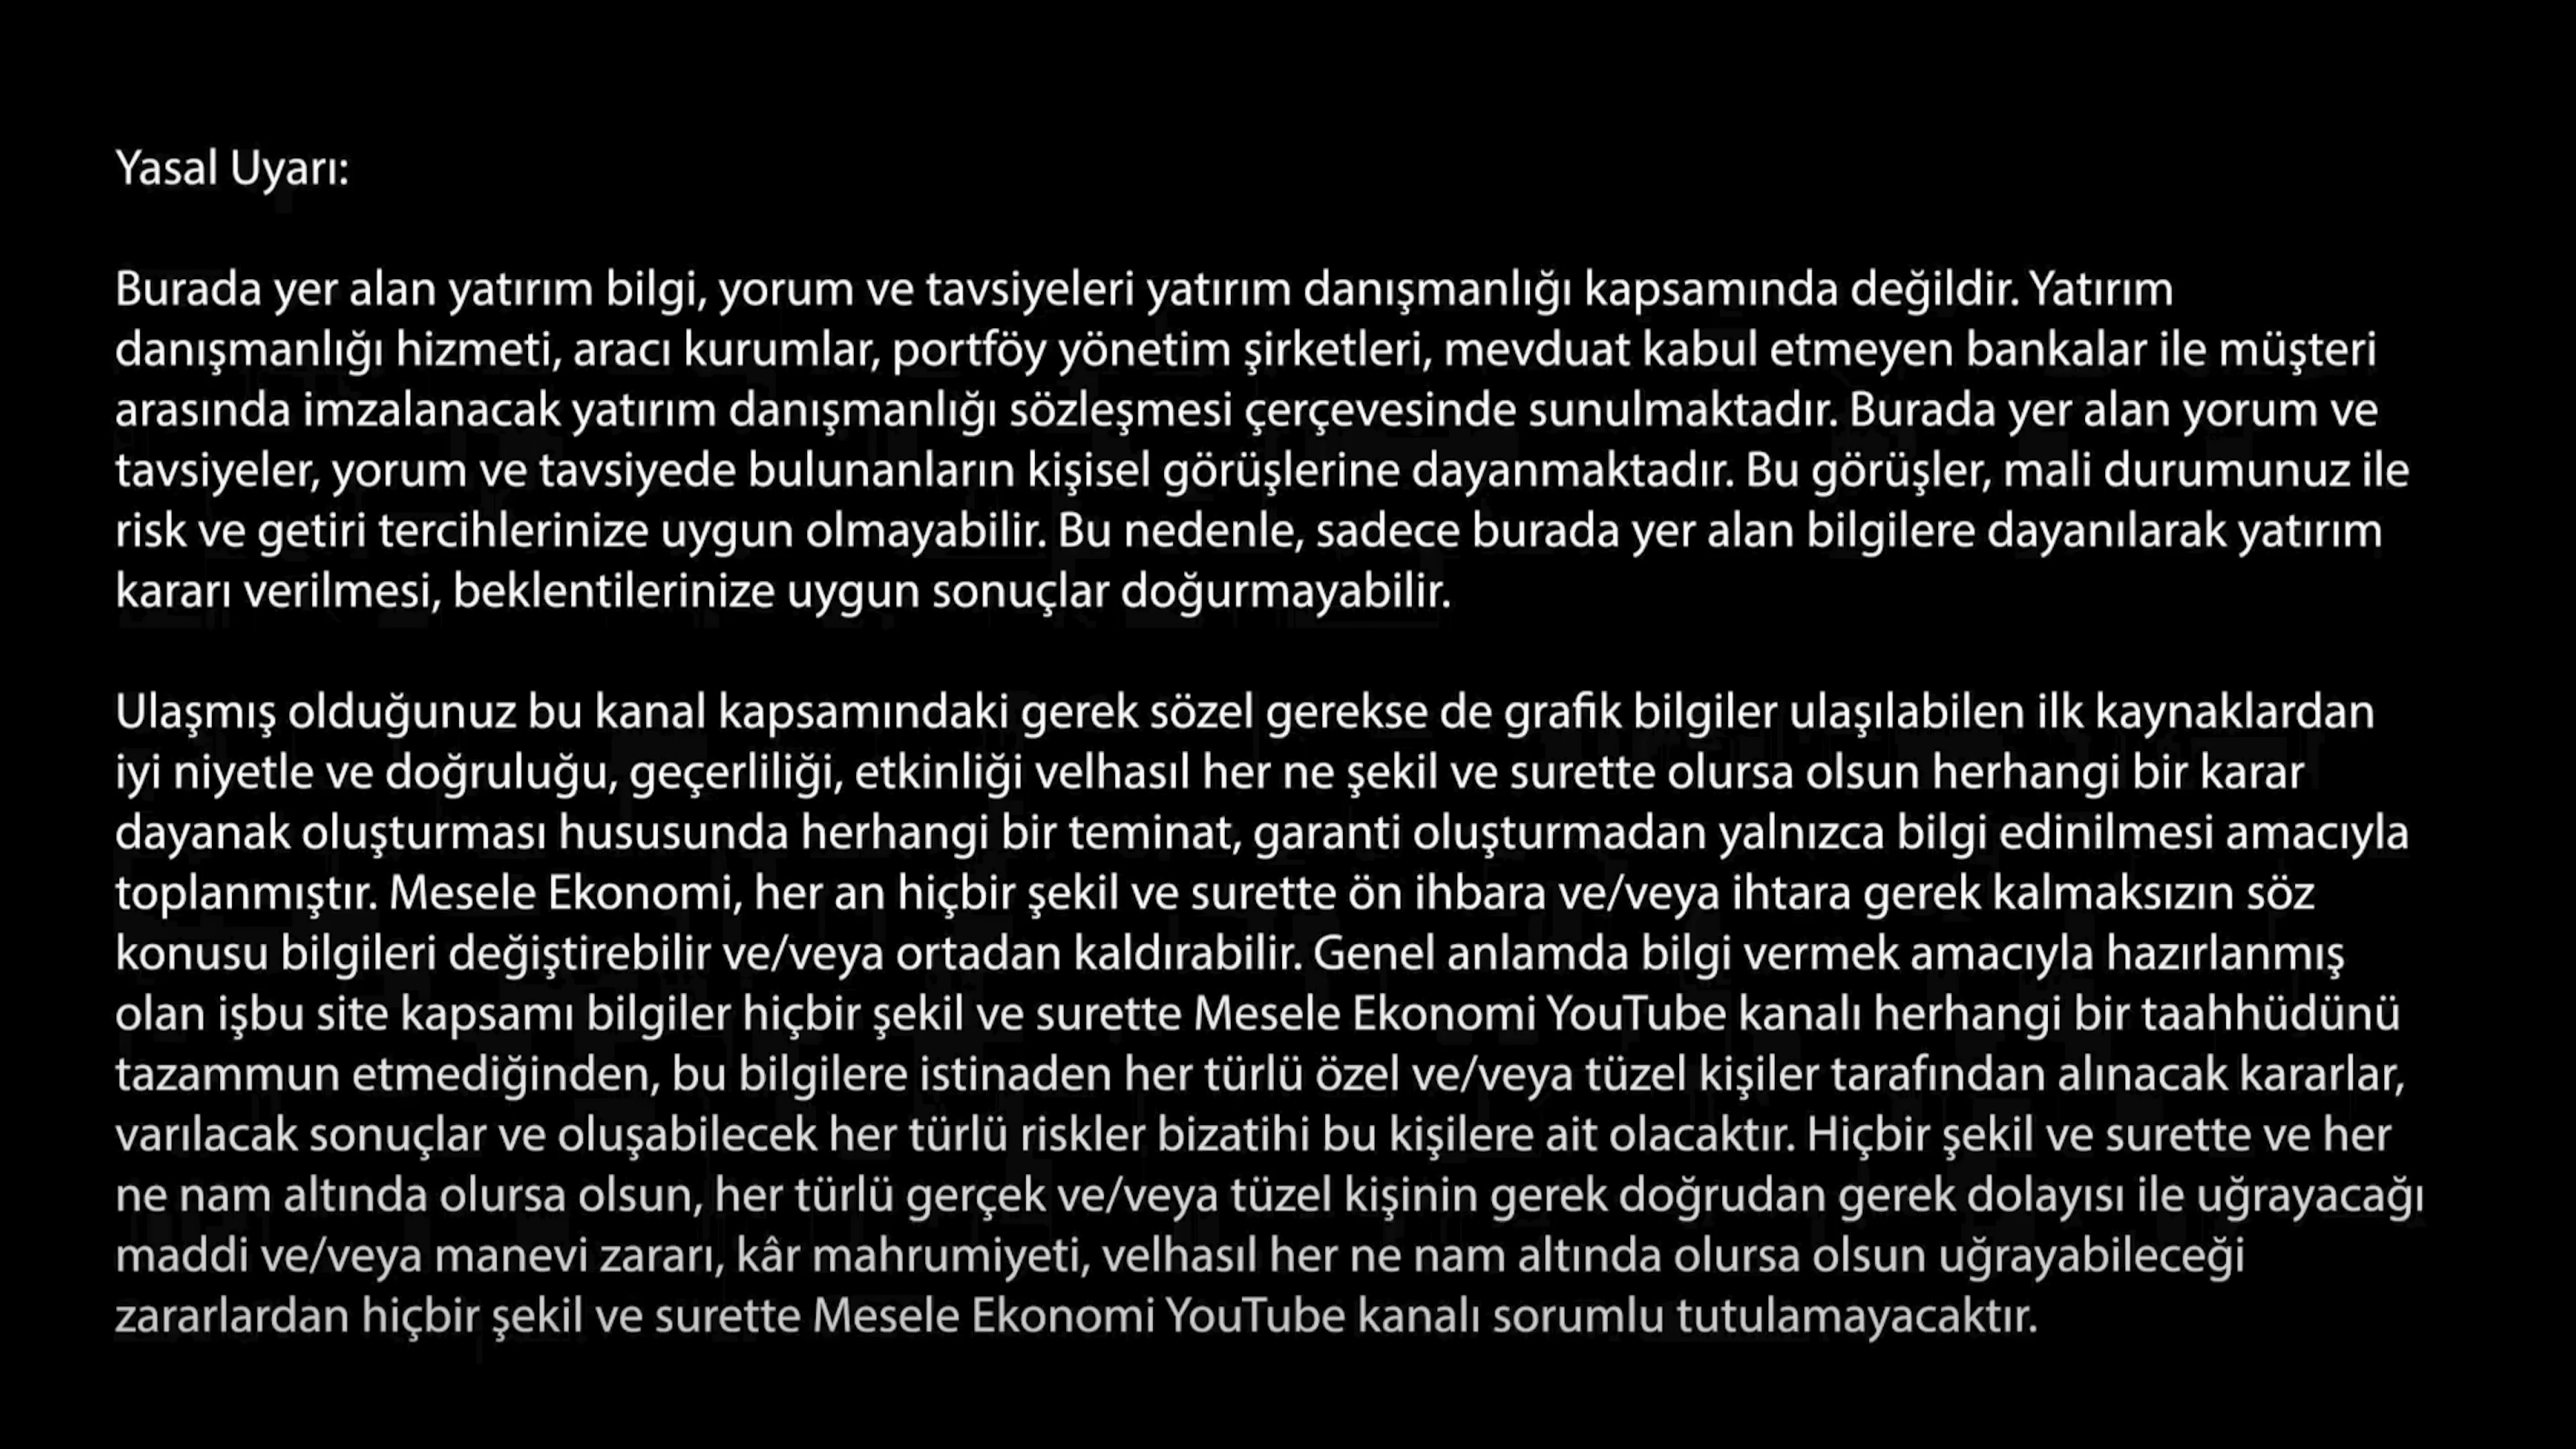 Yasal Uyarı:
Burada yer alan yatırım bilgi, yorum ve tavsiyeleri yatırım danışmanlığı kapsamında değildir. Yatırım
danışmanlığı hizmeti, aracı kurumlar, portföy yönetim şirketleri, mevduat kabul etmeyen bankalar ile müşteri
arasında imzalanacak yatırım danışmanlığı sözleşmesi çerçevesinde sunulmaktadır. Burada yer alan yorum ve
tavsiyeler, yorum ve tavsiyede bulunanların kişisel görüşlerine dayanmaktadır. Bu görüşler, mali durumunuz ile
risk ve getiri tercihlerinize uygun olmayabilir. Bu nedenle, sadece burada yer alan bilgilere dayanılarak yatırım
kararı verilmesi, beklentilerinize uygun sonuçlar doğurmayabilir.
Ulaşmış olduğunuz bu kanal kapsamındaki gerek sözel gerekse de grafik bilgiler ulaşılabilen ilk kaynaklardan
iyi niyetle ve doğruluğu, geçerliliği, etkinliği velhasıl her ne şekil ve surette olursa olsun herhangi bir karar
dayanak oluşturması hususunda herhangi bir teminat, garanti oluşturmadan yalnızca bilgi edinilmesi amacıyla
toplanmıştır. Mesele Ekonomi, her an hiçbir şekil ve surette ön ihbara ve/veya ihtara gerek kalmaksızın söz
konusu bilgileri değiştirebilir ve/veya ortadan kaldırabilir. Genel anlamda bilgi vermek amacıyla hazırlanmış
olan işbu site kapsamı bilgiler hiçbir şekil ve surette Mesele Ekonomi YouTube kanalı herhangi bir taahhüdünü
tazammun etmediğinden, bu bilgilere istinaden her türlü özel ve/veya tüzel kişiler tarafından alınacak kararlar,
varılacak sonuçlar ve oluşabilecek her türlü riskler bizatihi bu kişilere ait olacaktır. Hiçbir şekil ve surette ve her
ne nam altında olursa olsun, her türlü gerçek ve/veya tüzel kişinin gerek doğrudan gerek dolayısı ile uğrayacağı
maddi ve/veya manevi zararı, kâr mahrumiyeti, velhasıl her ne nam altında olursa olsun uğrayabileceği
zararlardan hiçbir şekil ve surette Mesele Ekonomi YouTube kanalı sorumlu tutulamayacaktır.